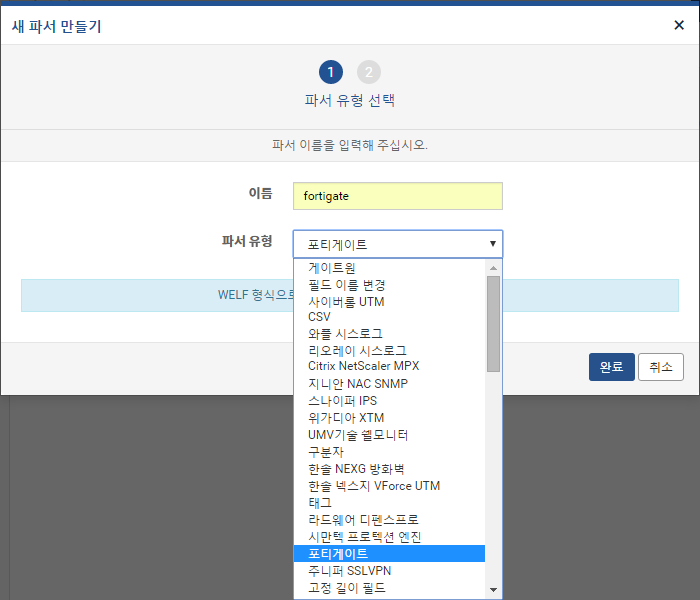 새 파서 만들기
×
1 2
파서 유형 선택
파서 이름을 입력해 주십시오.
이름 fortigate
파서 유형 포티게이트
게이트원
필드 이름 변경
사이버롬 UTM
WELF 형식으로
CSV
와플 시스로그
리오레이 시스로그
Citrix NetScaler MPX
완료 취소
지니안 NAC SNMP
스나이퍼 IPS
위가디아 XTM
UMV기술 쉘모니터
구분자
한솔 NEXG 방화벽
한솔 넥스지 VForce UTM
태그
라드웨어 디펜스프로
시만텍 프로텍션 엔진
포티게이트
주니퍼 SSLVPN
고정 길이 필드